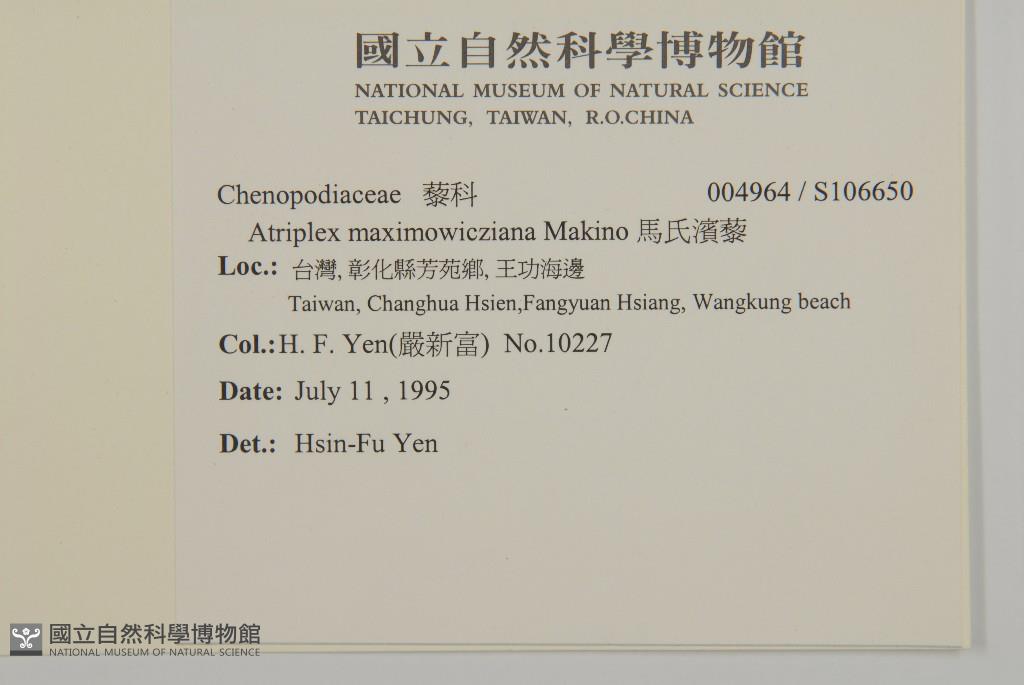 國立自然科學博物館
NATIONAL MUSEUM OF NATURAL SCIENCE
TAICHUNG, TAIWAN, R.O.CHINA
Chenopodiaceae 藜科 004964 / S106650
Atriplex maximowicziana Makino 馬氏濱藜
Loc.: 台灣, 彰化縣芳苑鄉, 王功海邊
Taiwan, Changhua Hsien,Fangyuan Hsiang, Wangkung beach
Col.:H. F. Yen(嚴新富) No.10227
Date: July 11 , 1995
Det.: Hsin-Fu Yen
國立自然科學博物館
NATIONAL MUSEUM OF NATURAL SCIENCE